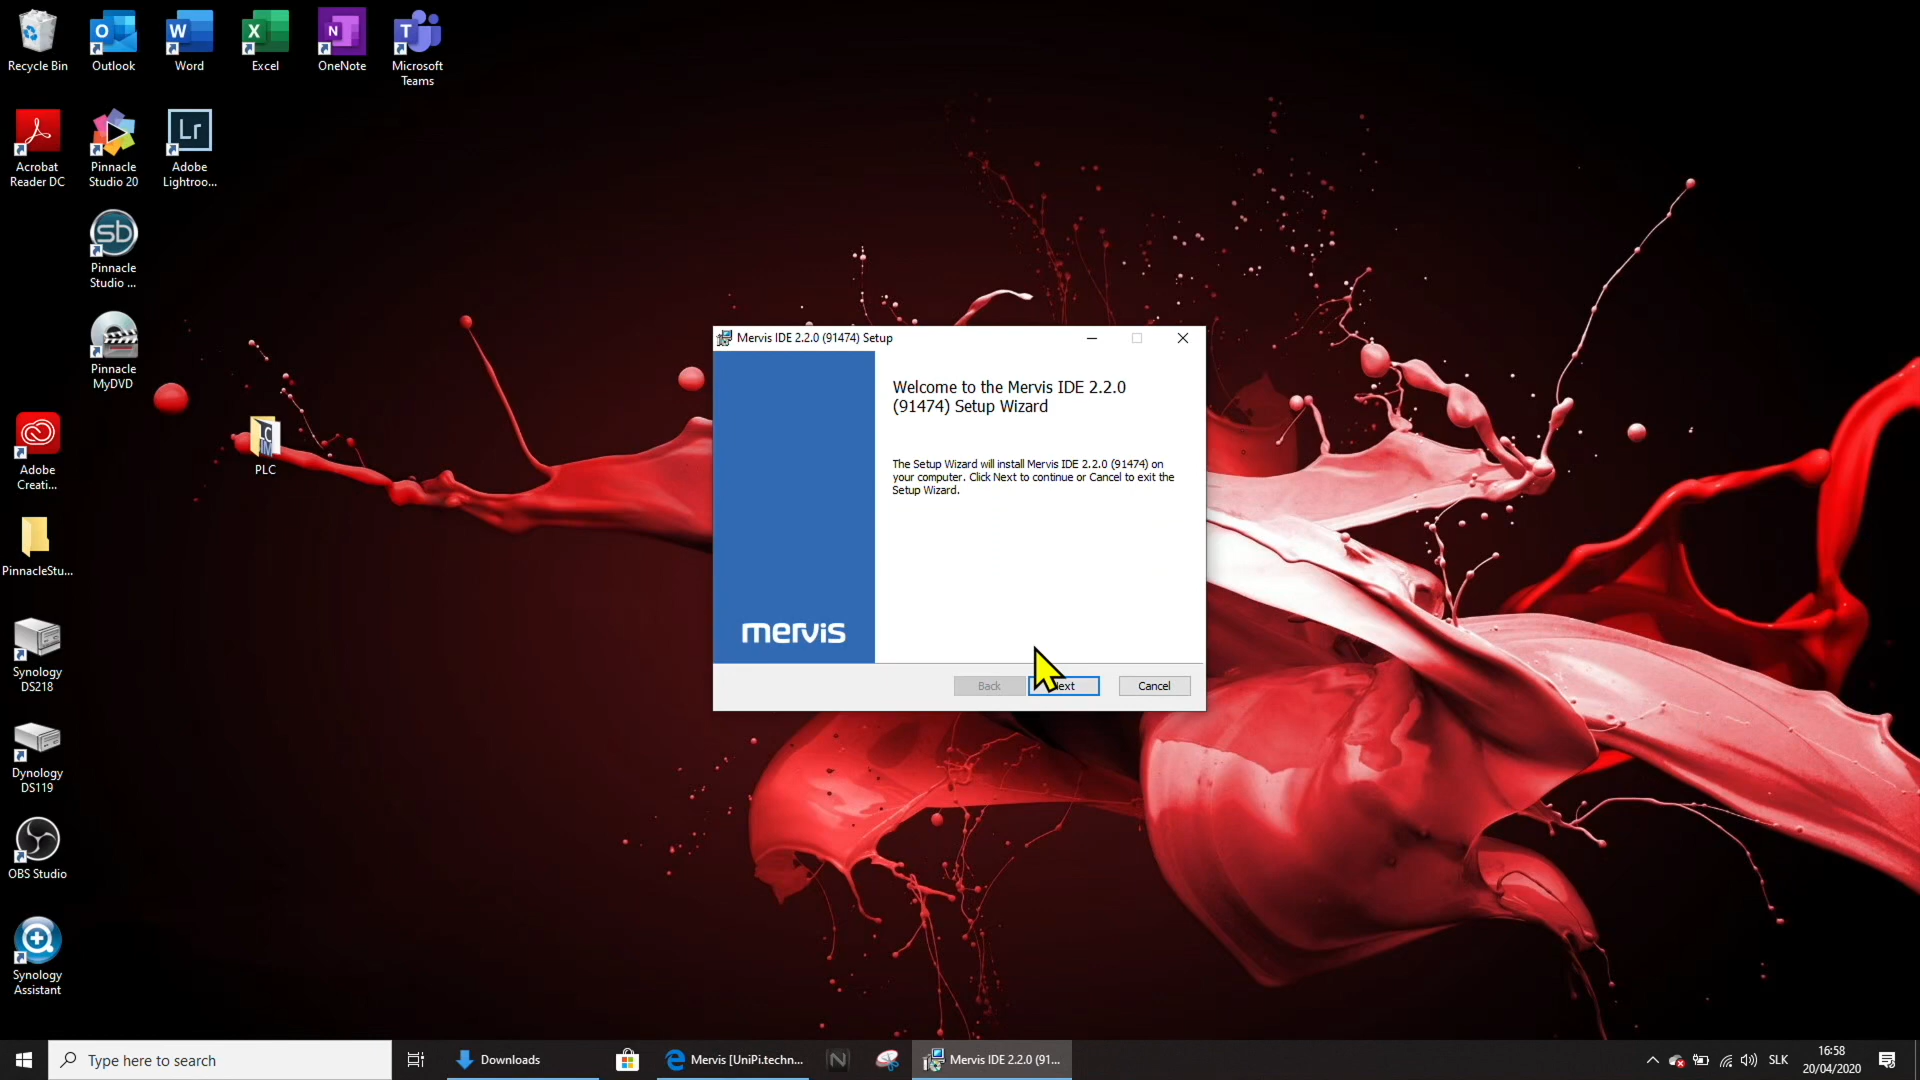 Recycle Bin
Outlook
Word
Excel
OneNote
Microsoft
Teams
Acrobat
Reader DC
Pinnacle
Studio 20
Lr
Adobe
Lightroo...
sb
Pinnacle
Studio ...
Pinnacle
MyDVD
PLC
Adobe
Creati...
PinnacleStu...
Synology
DS218
Dynology
DS119
OBS Studio
Synology
Assistant
Mervis IDE 2.2.0 (91474) Setup
Welcome to the Mervis IDE 2.2.0
(91474) Setup Wizard
The Setup Wizard will install Mervis IDE 2.2.0 (91474) on
your computer. Click Next to continue or Cancel to exit the
Setup Wizard.
mervis
Back
Cancel
Type here to search
Downloads
Mervis [UniPi.techn...
N
Mervis IDE 2.2.0 (91...
SLK
16:58
20/04/2020